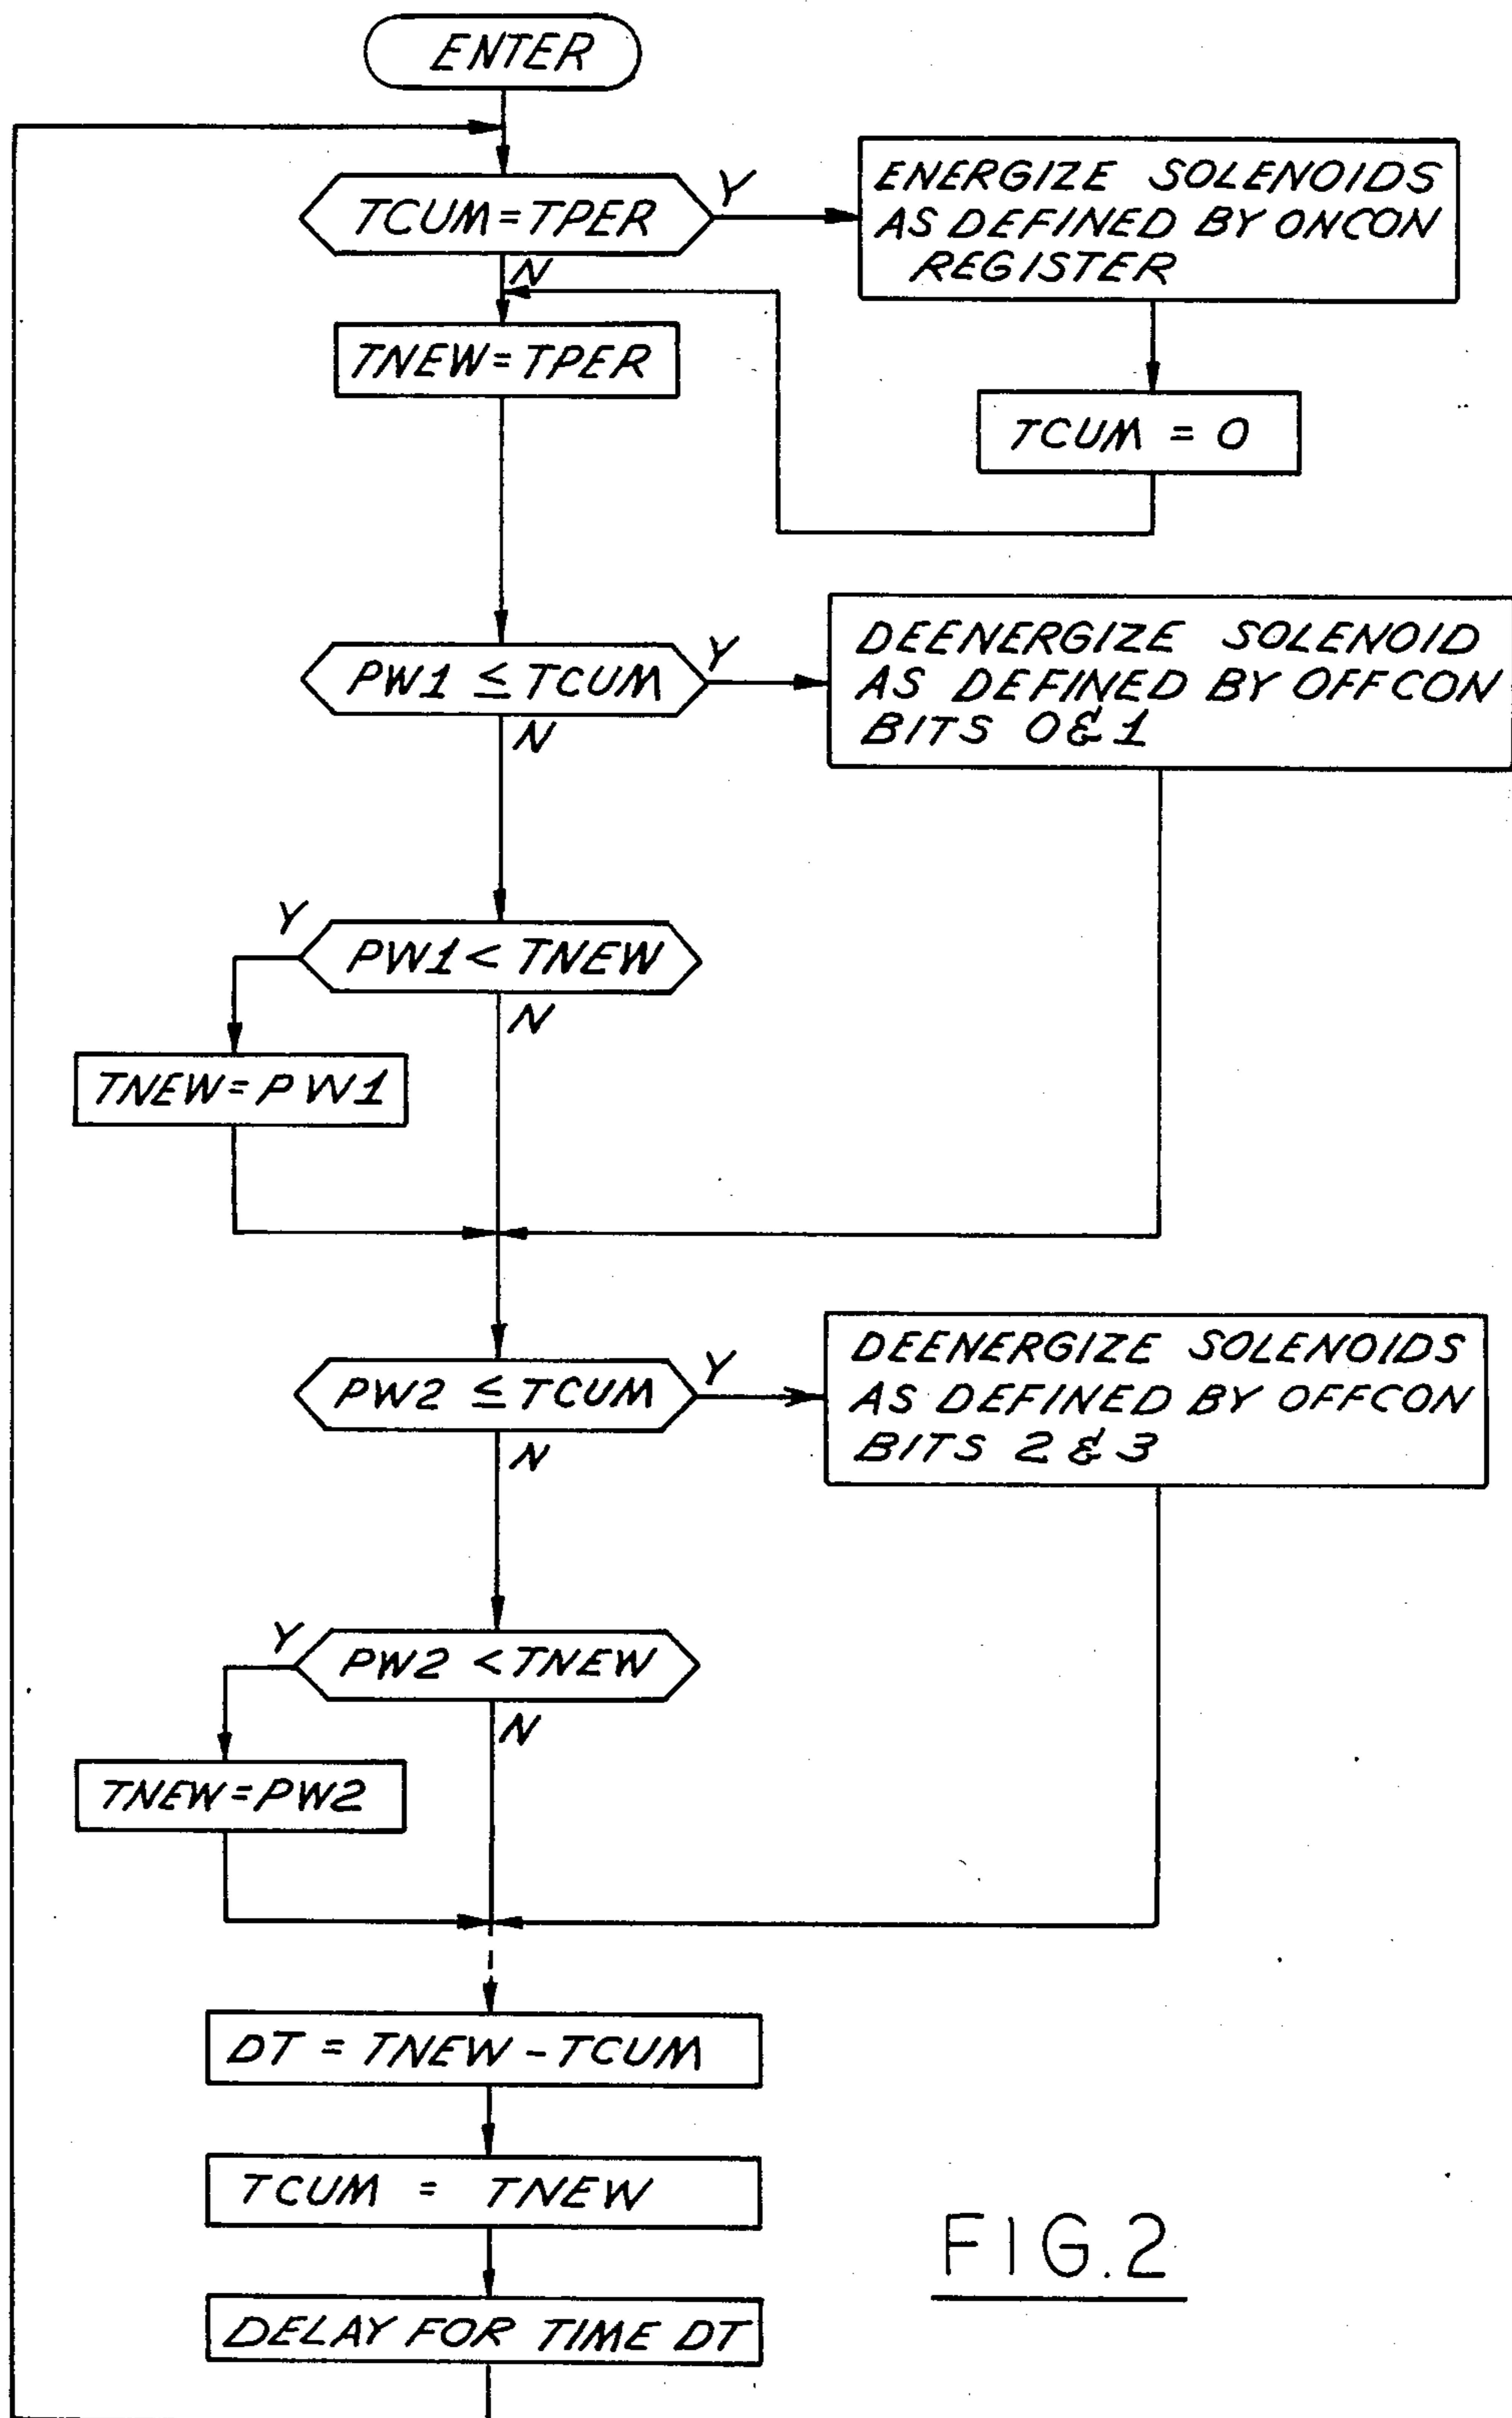 ENTER
TCUM=TPER
Y
N
ENERGIZE SOLENOIDS
AS DEFINED BY ONCON
REGISTER
TNEW=TPER
TCUM = 0
PW1 ≤ TCUM
Y
N
DEENERGIZE SOLENOID
AS DEFINED BY OFFCON
BITS 0&1
Y
PW1< TNEW
N
TNEW=PW1
PW2 ≤ TCUM
Y
N
DEENERGIZE SOLENOIDS
AS DEFINED BY OFFCON
BITS 2 & 3
Y
PW2 <TNEW
N
TNEW=PW2
DT = TNEW-TCUM
TCUM = TNEW
DELAY FOR TIME DT
FIG.2